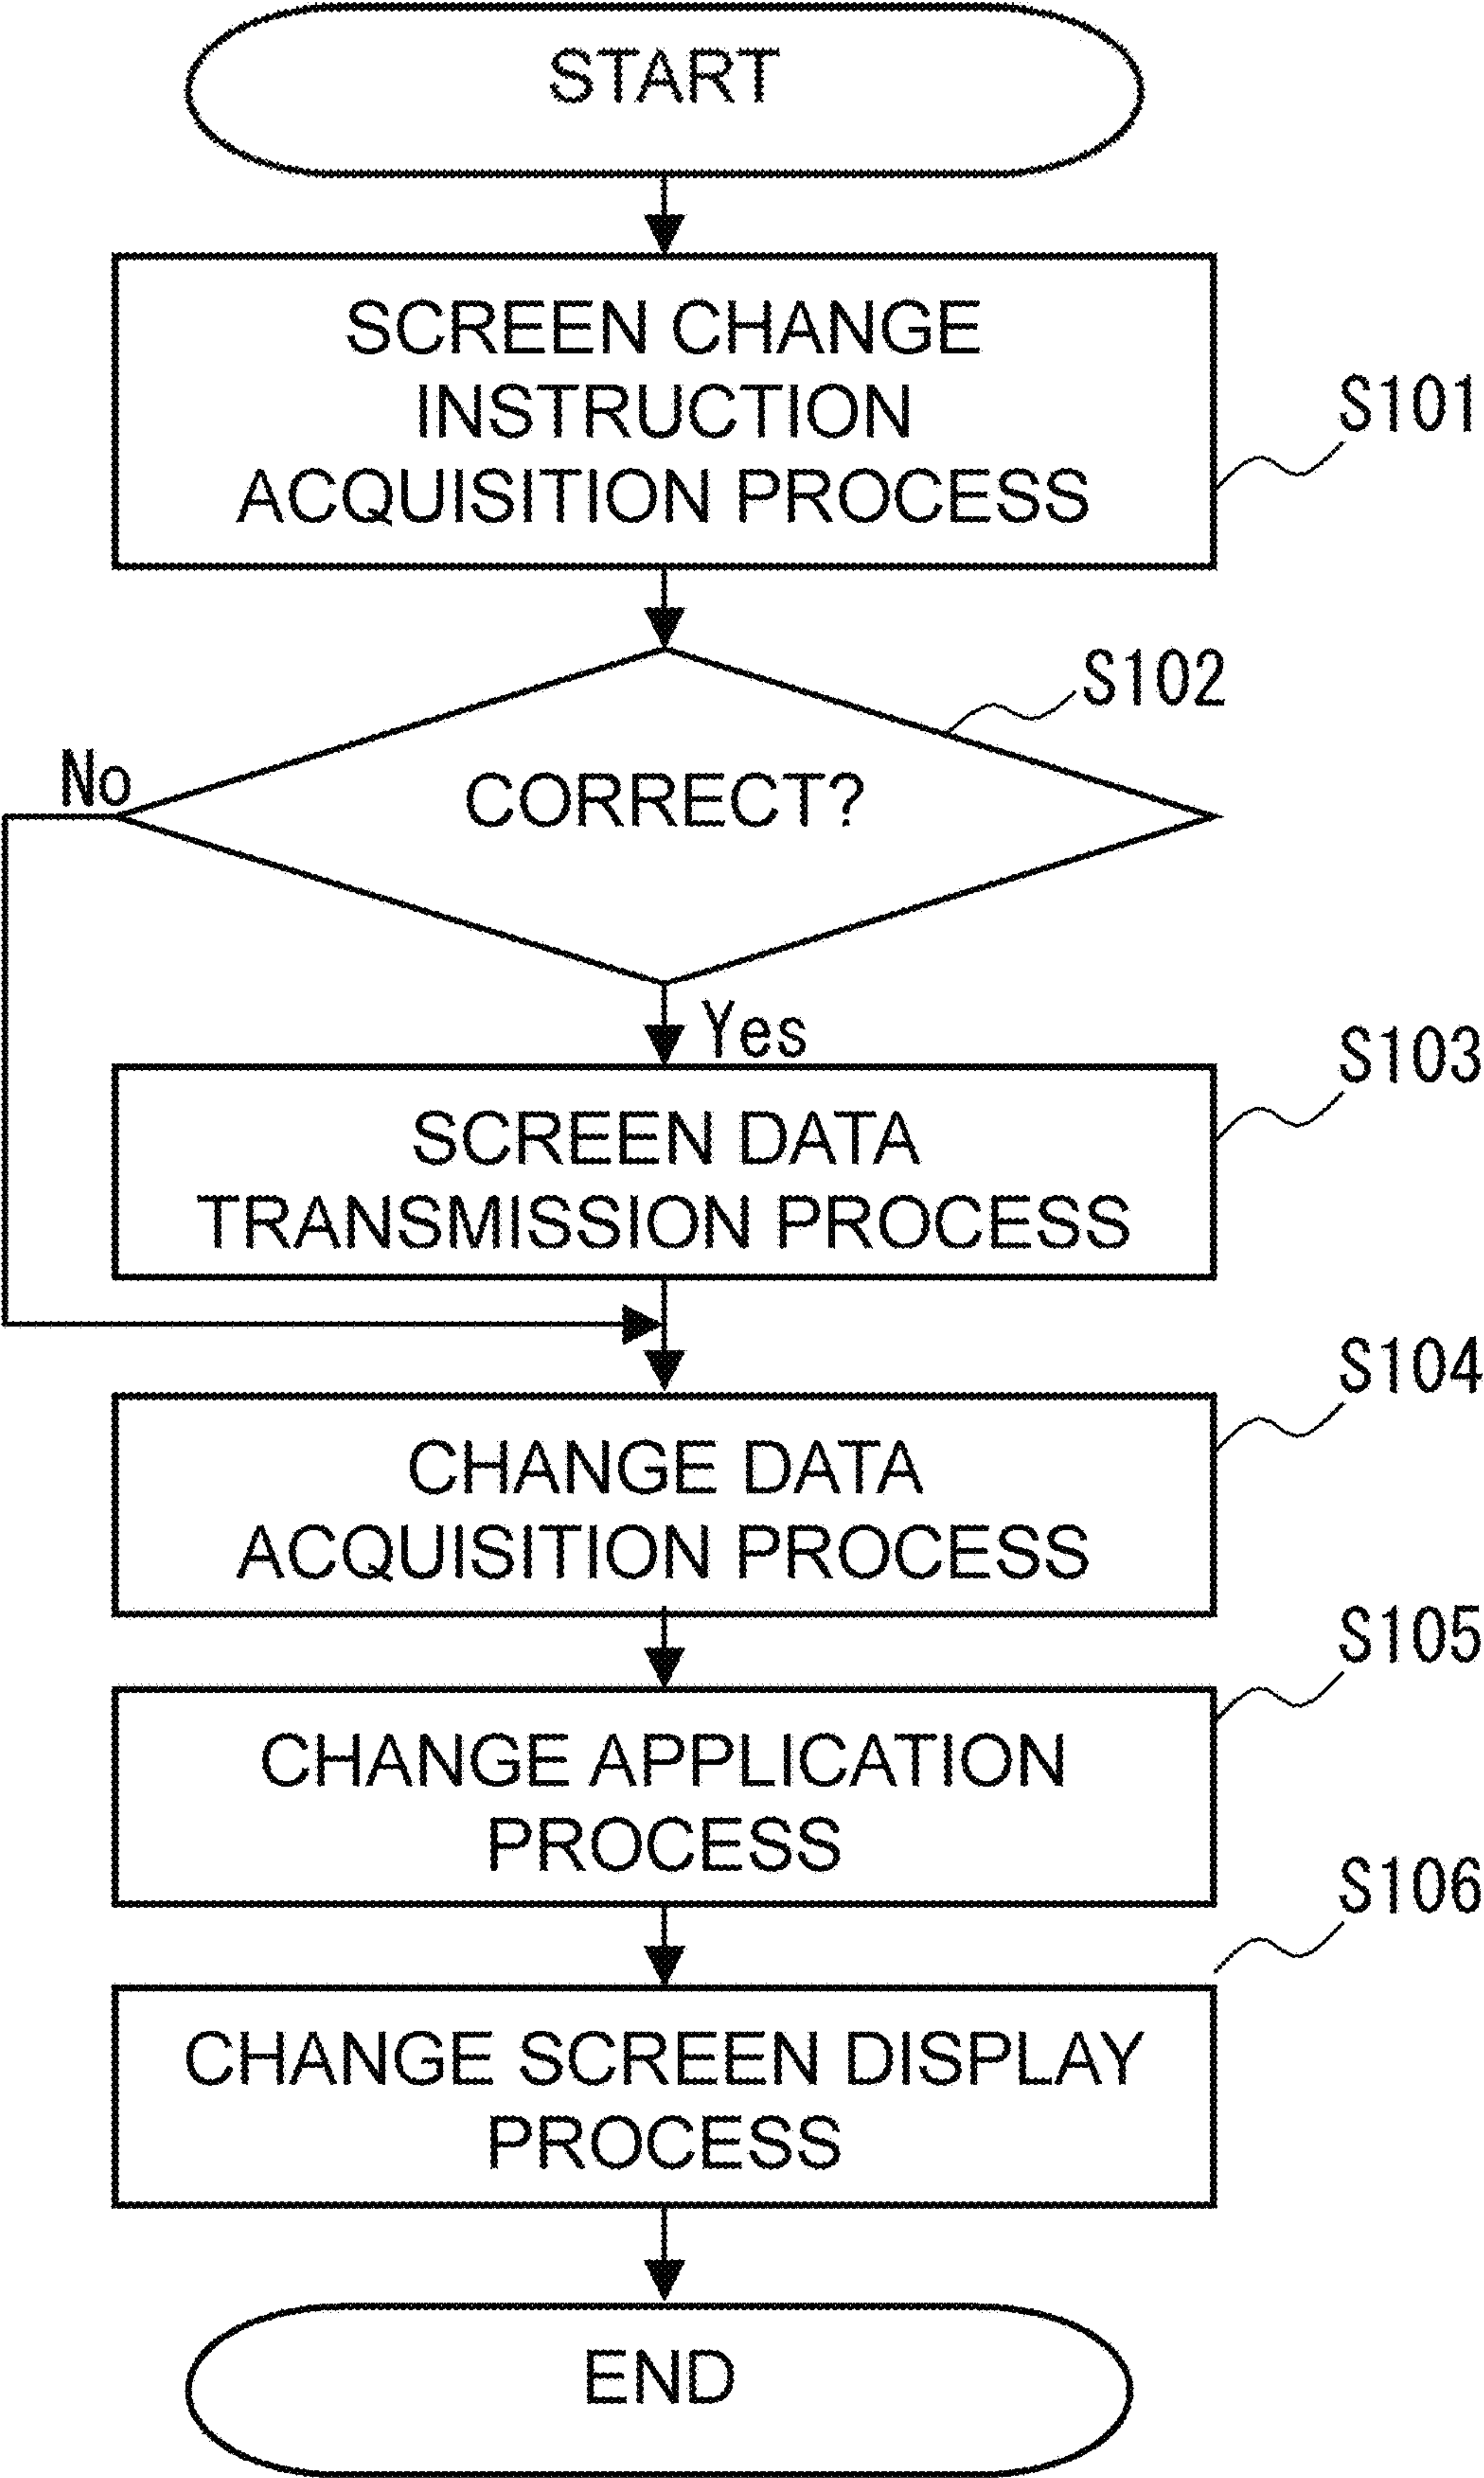 START
SCREEN CHANGE
INSTRUCTION
ACQUISITION PROCESS
S101
S102
No
CORRECT?
Yes
S103
SCREEN DATA
TRANSMISSION PROCESS
S104
CHANGE DATA
ACQUISITION PROCESS
S105
CHANGE APPLICATION
PROCESS
S106
CHANGE SCREEN DISPLAY
PROCESS
END